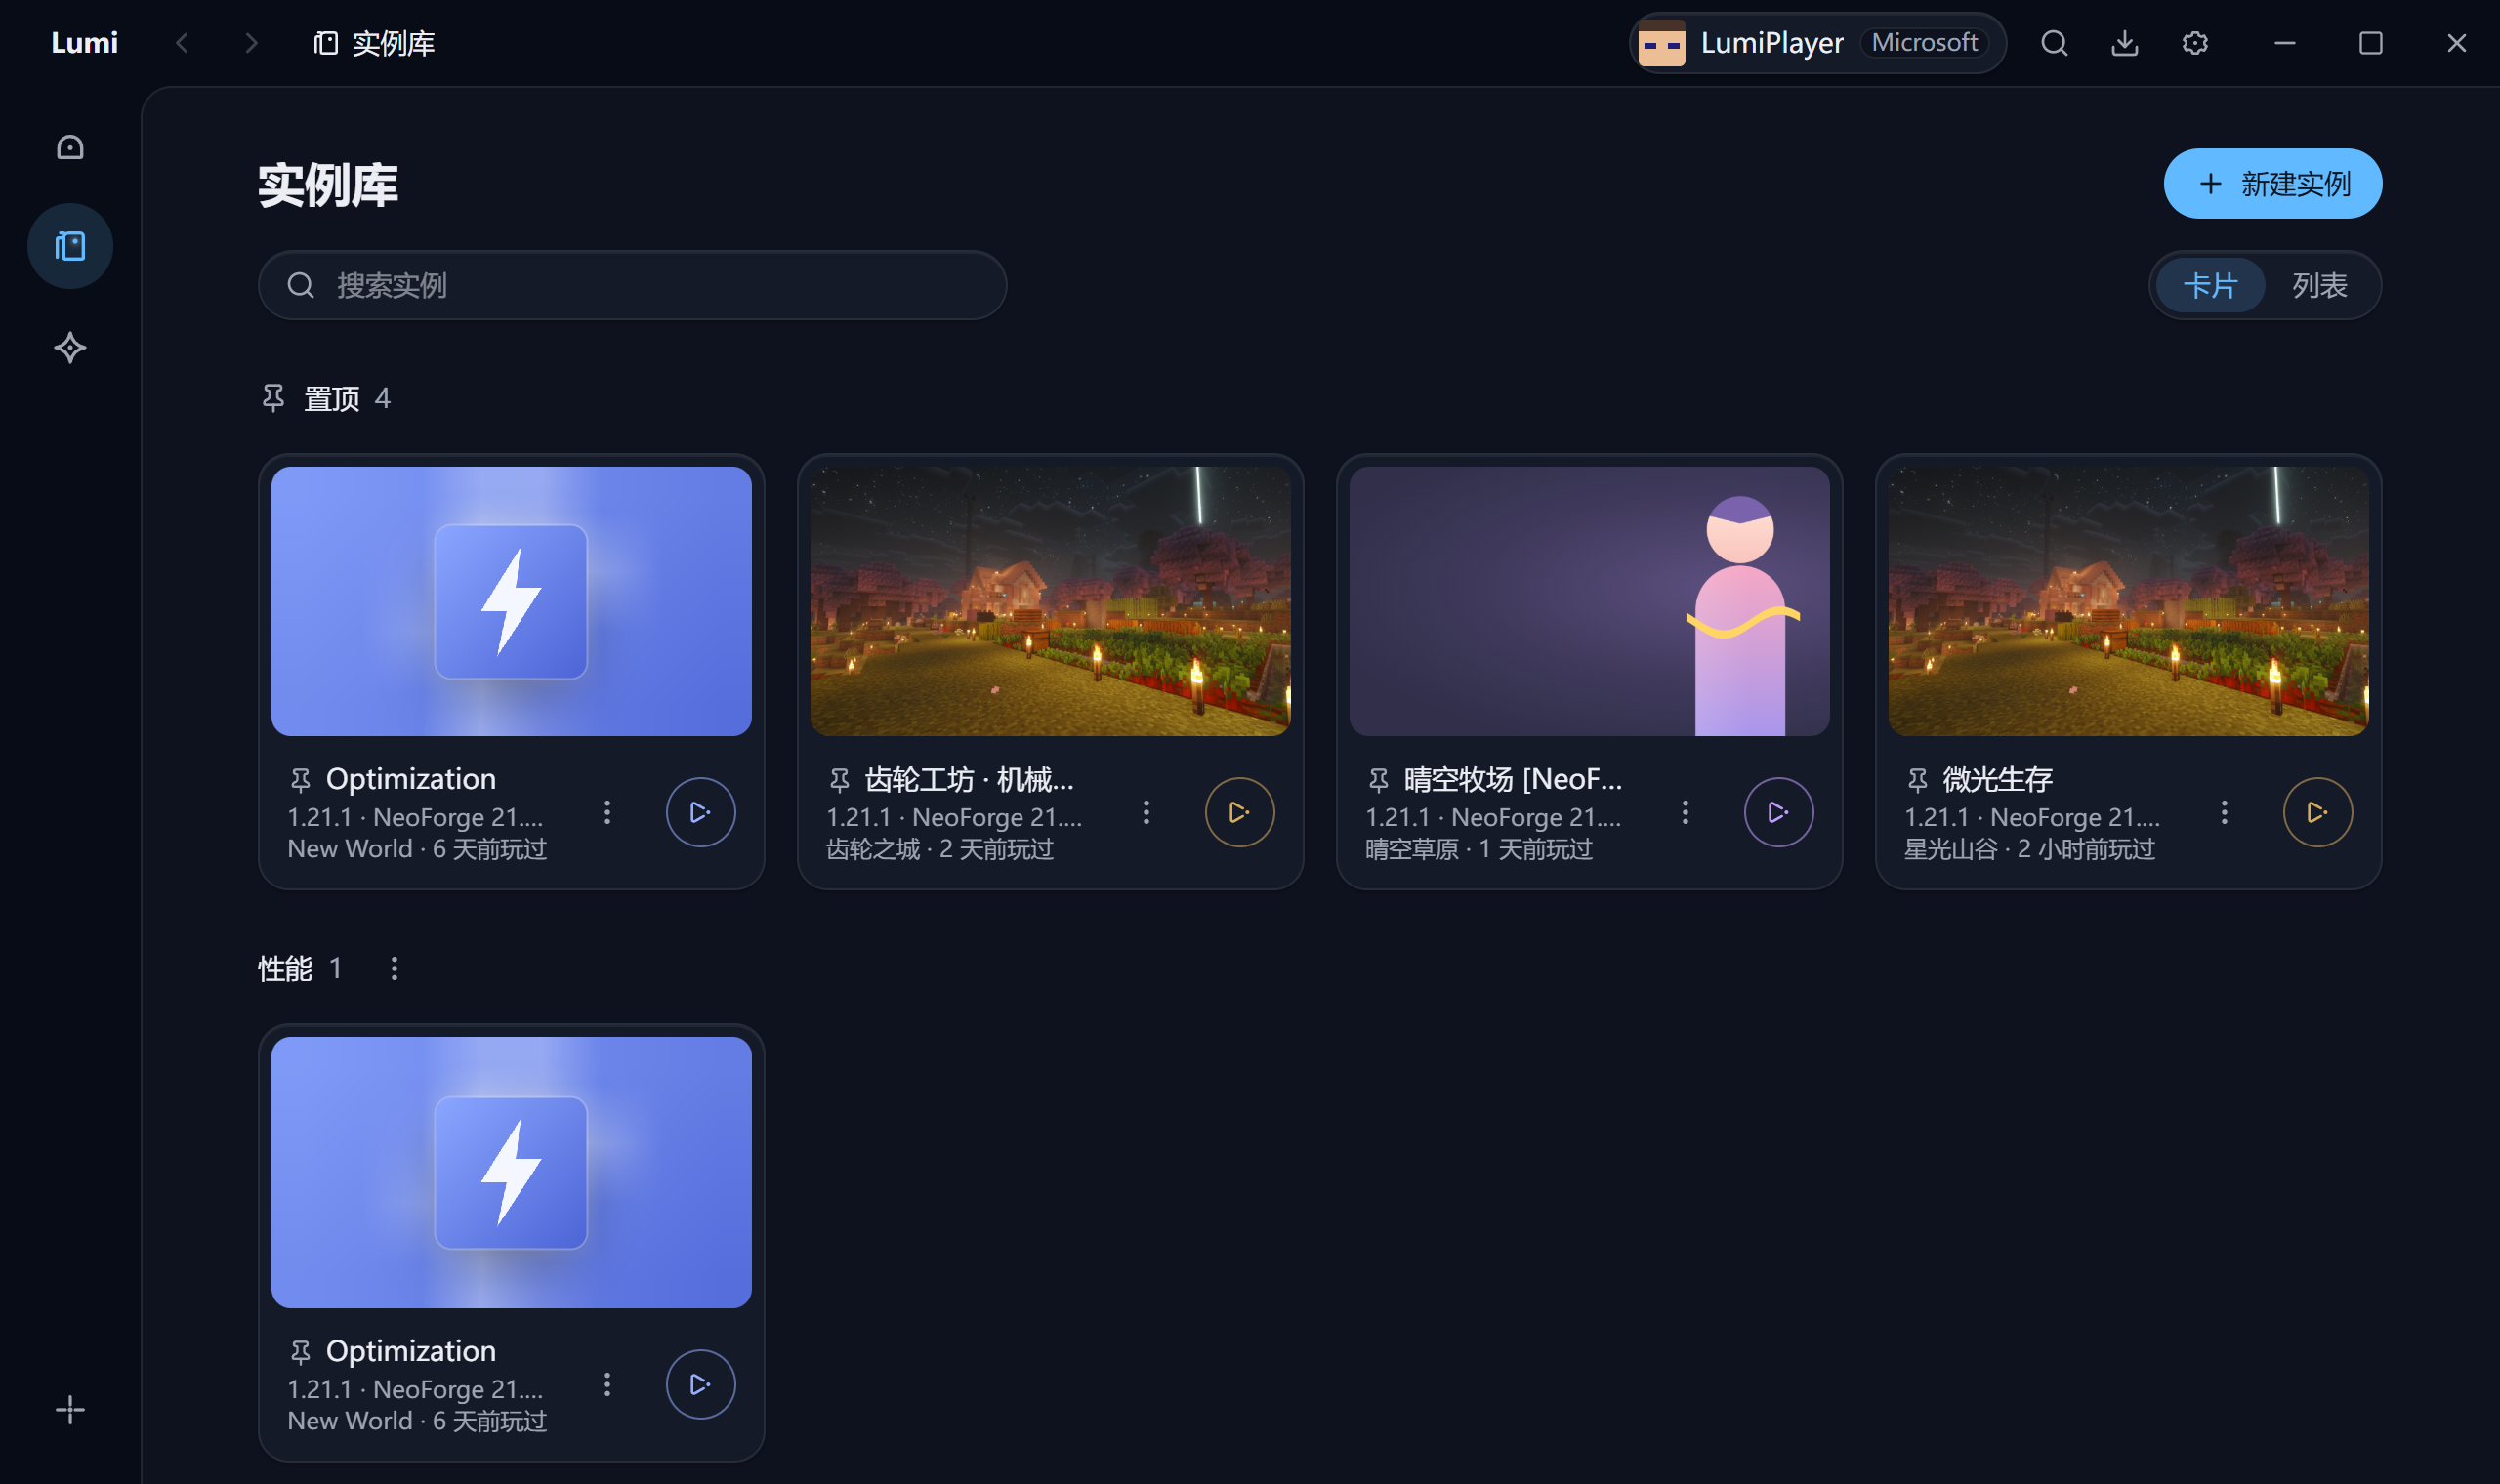 Lumi
实例库
LumiPlayer Microsoft
实例库
新建实例
搜索实例
卡片 列表
置顶 4
Optimization
1.21.1 · NeoForge 21....
New World · 6 天前玩过
齿轮工坊 · 机械...
1.21.1 · NeoForge 21....
齿轮之城 · 2 天前玩过
晴空牧场 [NeoF...
1.21.1 · NeoForge 21....
晴空草原 · 1 天前玩过
微光生存
1.21.1 · NeoForge 21....
星光山谷 · 2 小时前玩过
性能 1
Optimization
1.21.1 · NeoForge 21....
New World · 6 天前玩过